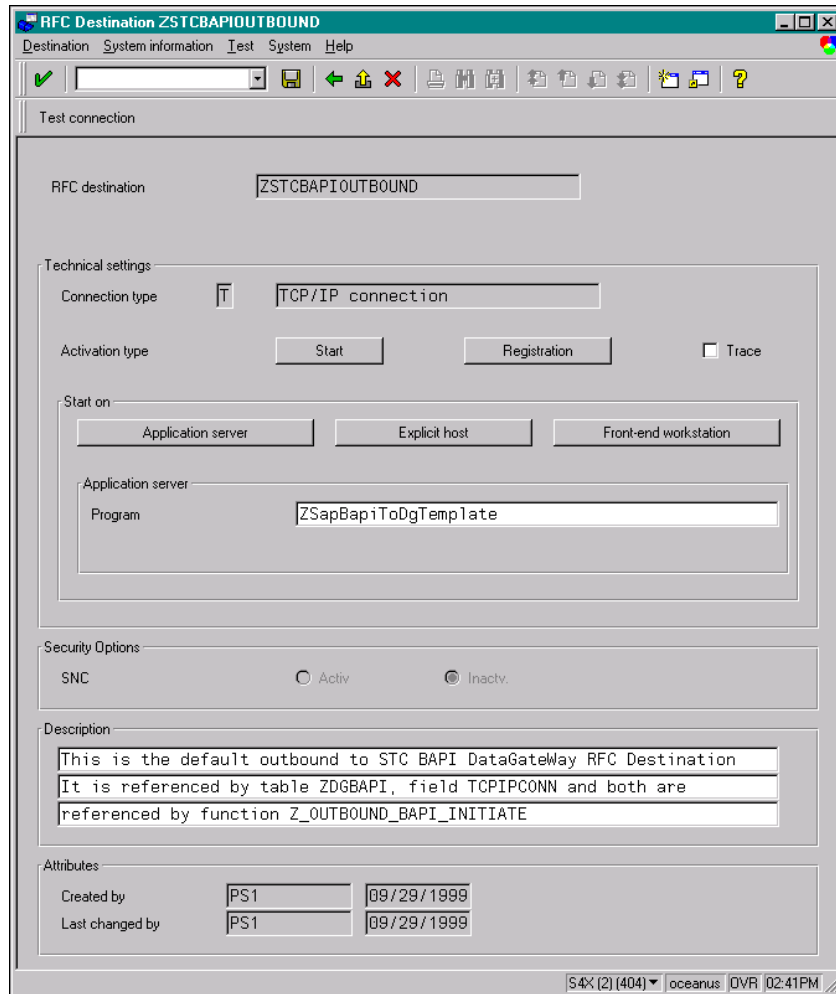 RFC Destination ZSTCBAPIOUTBOUND
Destination System information Test System Help
Test connection
RFC destination ZSTCBAPIOUTBOUND
Technical settings
Connection type T TCP/IP connection
Activation type Start Registration Trace
Start on
Application server Explicit host Front-end workstation
Application server
Program ZSapBapiToDgTemplate
Security Options
SNC Activ Inactv.
Description
This is the default outbound to STC BAPI DataGateWay RFC Destination
It is referenced by table ZDGBAPI, field TCPIPCONN and both are
referenced by function Z_OUTBOUND_BAPI_INITIATE
Attributes
Created by PS1 09/29/1999
Last changed by PS1 09/29/1999
S4X (2) (404) oceanus OVR 02:41PM